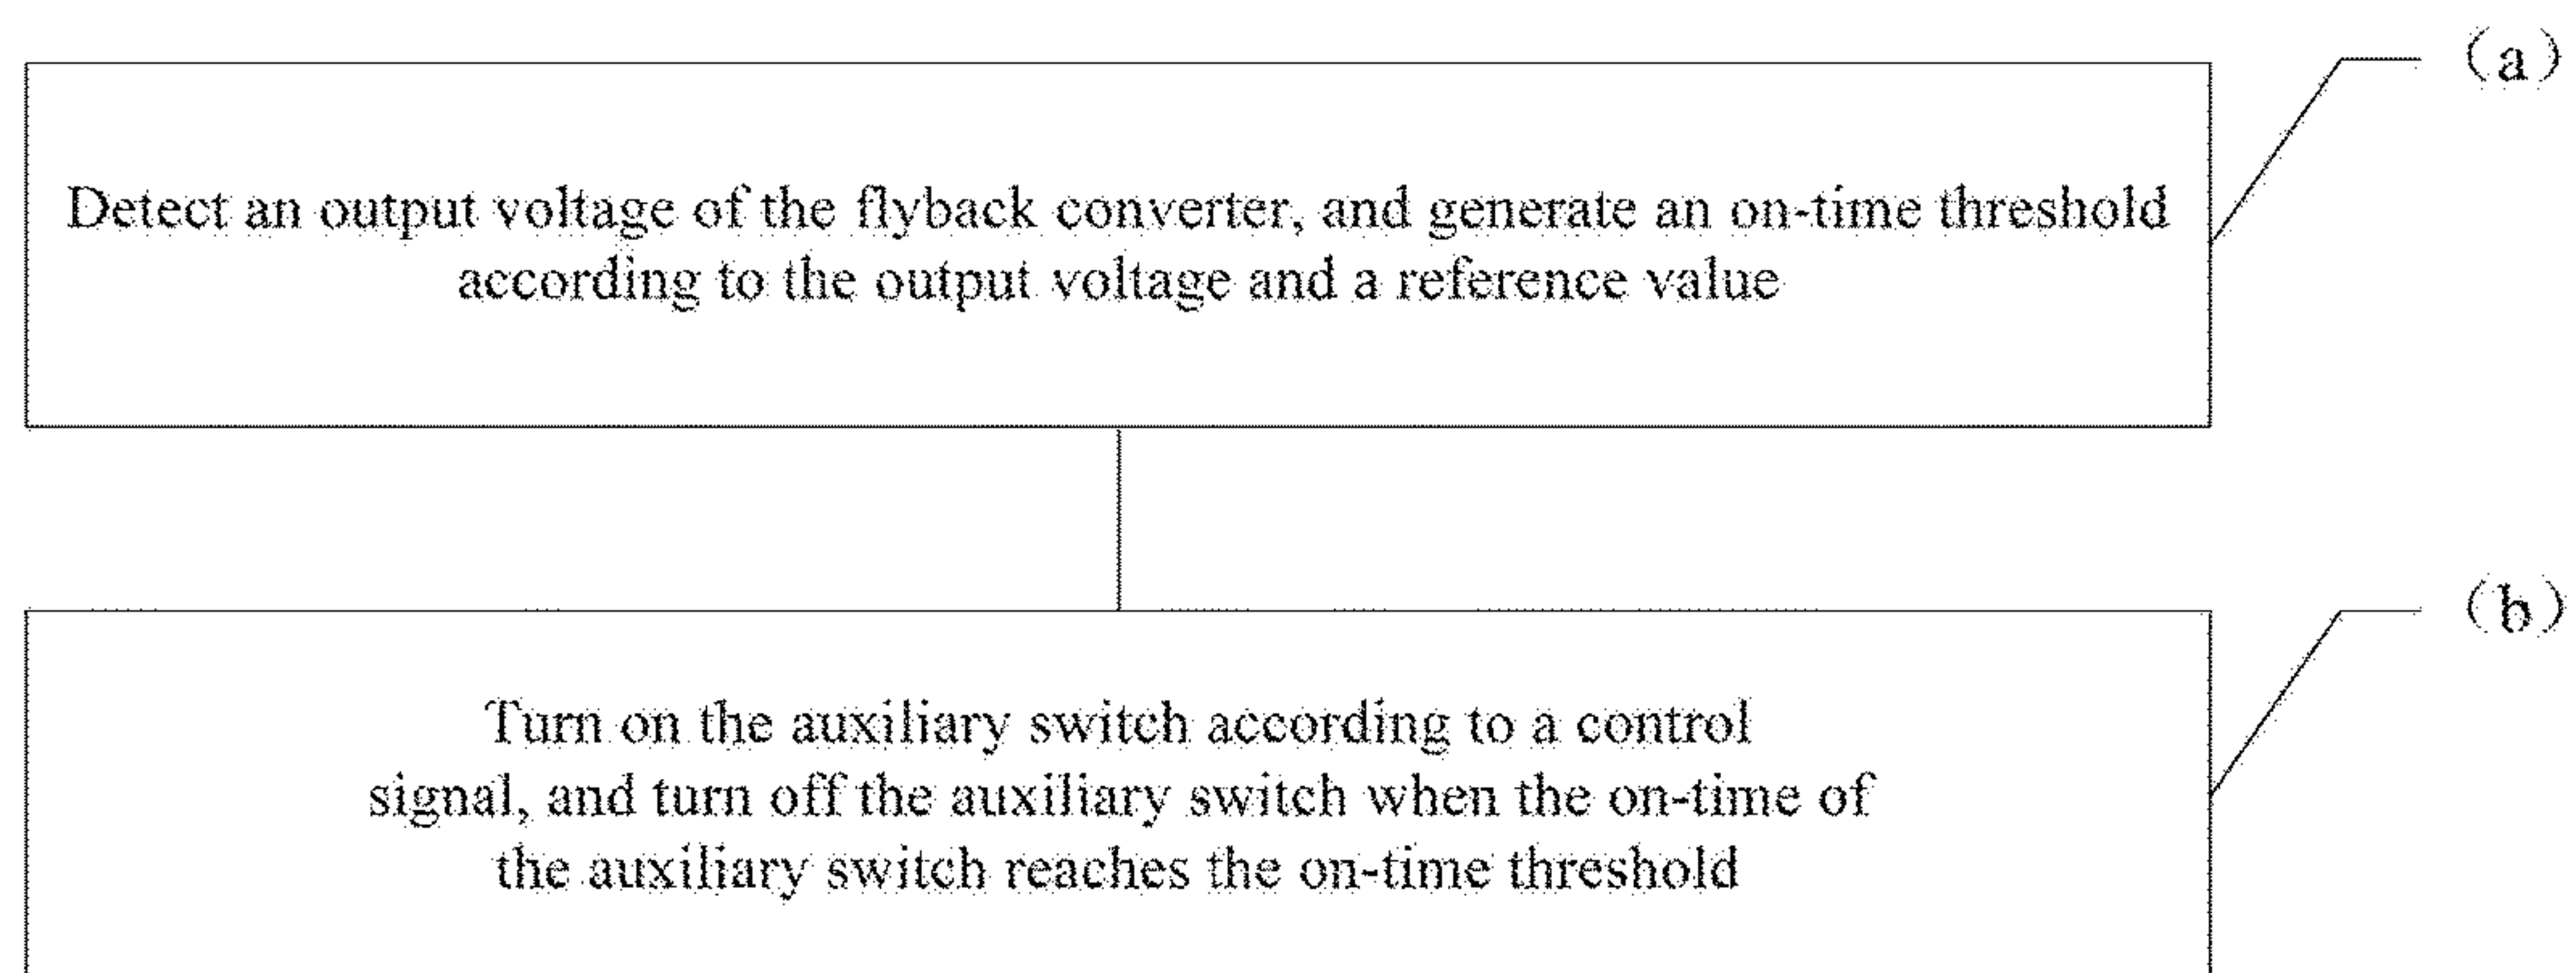 (a)
Detect an output voltage of the flyback converter, and generate an on-time threshold
according to the output voltage and a reference value
(b)
Turn on the auxiliary switch according to a control
signal, and turn off the auxiliary switch when the on-time of
the auxiliary switch reaches the on-time threshold